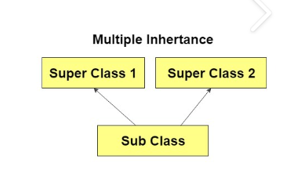 Multiple Inhertance
Super Class 1
Super Class 2
Sub Class